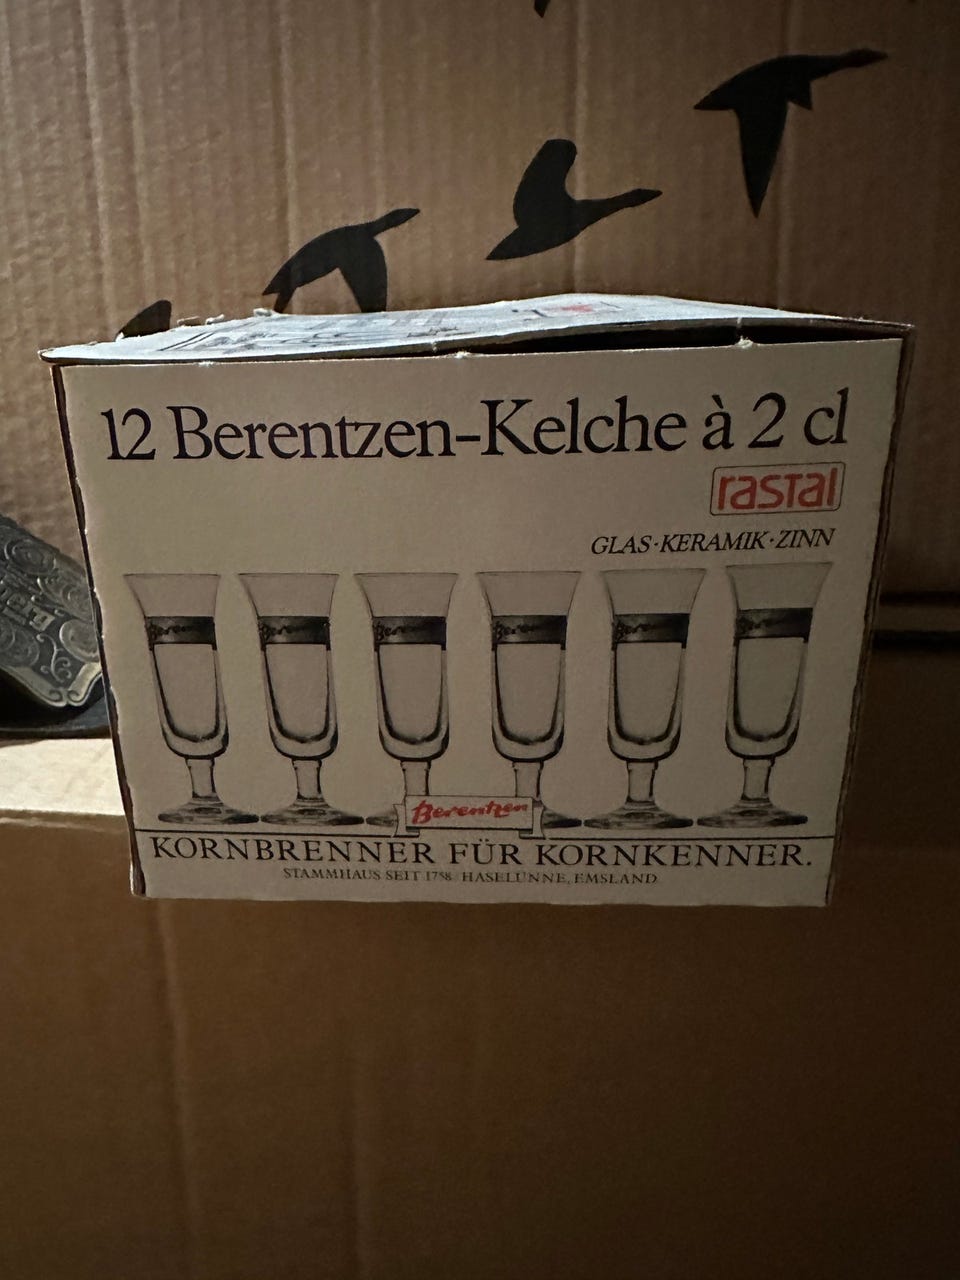 12 Berentzen-Kelche à 2 cl
rastal
GLAS·KERAMIK·ZINN
Berentzen
KORNBRENNER FÜR KORNKENNER.
STAMMHAUS SEIT 1758 HASELÜNNE, EMSLAND